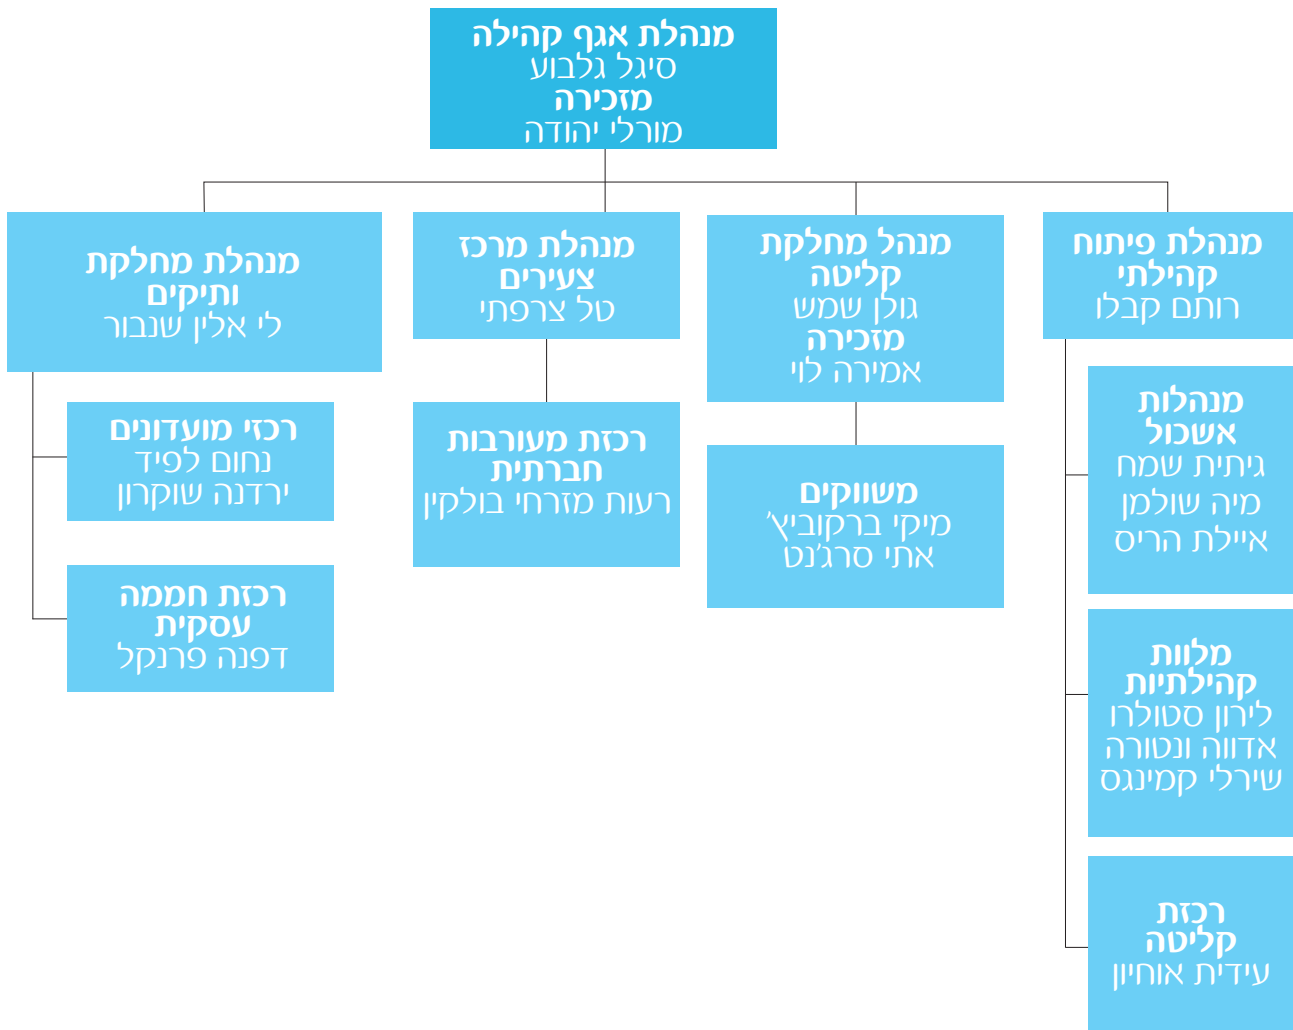 מנהלת אגף קהילה
סיגל גלבוע
מזכירה
מורלי יהודה
מנהלת פיתוח
קהילתי
רותם קבלו
מנהלות
אשכול
גיתית שמח
מיה שולמן
איילת הריס
מלוות
קהילתיות
לירון סטולרו
אדווה ונטורה
שירלי קמינגס
רכזת
קליטה
עידית אוחיון
מנהל מחלקת
קליטה
גולן שמש
מזכירה
אמירה לוי
משווקים
מיקי ברקוביץ'
אתי סרג'נט
מנהלת מרכז
צעירים
טל צרפתי
רכזת מעורבות
חברתית
רעות מזרחי בולקין
מנהלת מחלקת
ותיקים
לי אלין שנבור
רכזי מועדונים
נחום לפיד
ירדנה שוקרון
רכזת חממה
עסקית
דפנה פרנקל